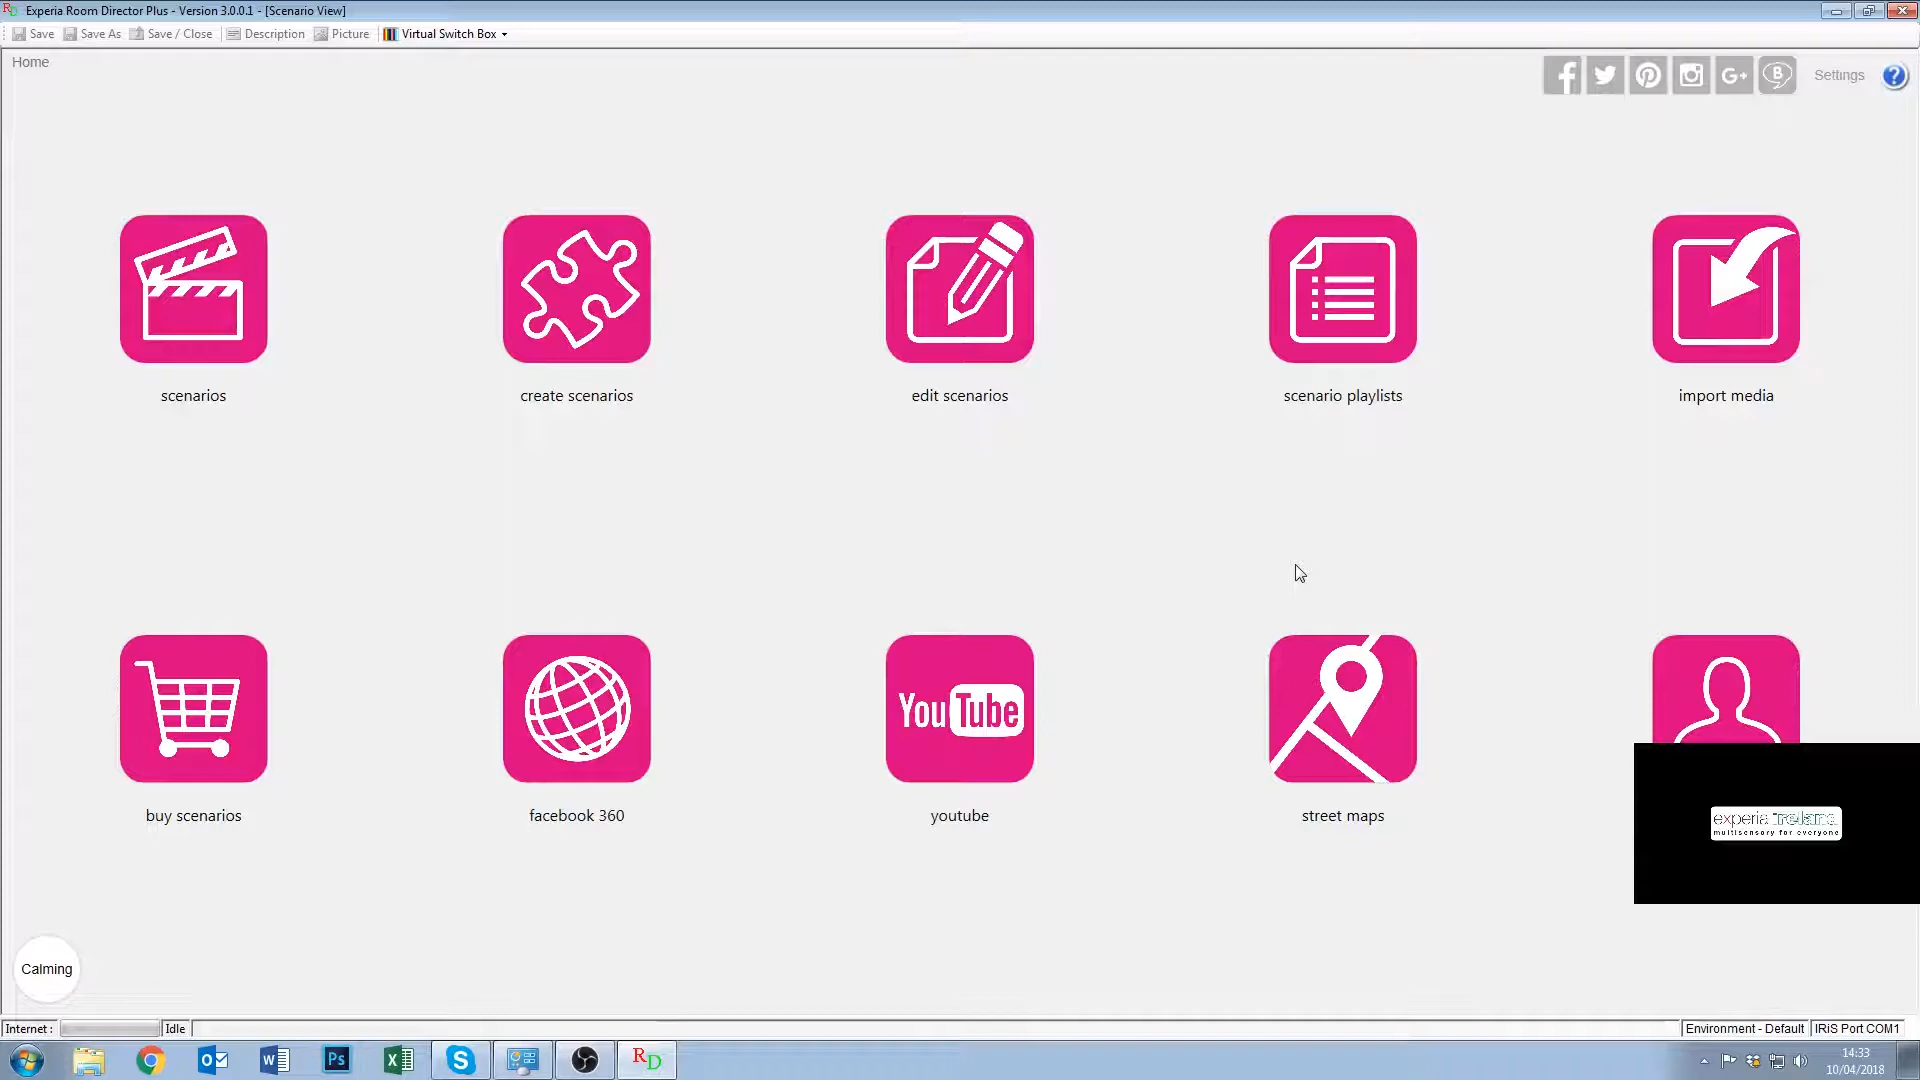 Experia Room Director Plus - Version 3.0.0.1 - [Scenario View]
Save Save As Save / Close Description Picture Virtual Switch Box
Home
Settings
scenarios
create scenarios
edit scenarios
scenario playlists
import media
You Tube
buy scenarios
facebook 360
youtube
street maps
experia ireland
multisensory for everyone
Calming
Internet :
Idle
Environment - Default
IRiS Port COM1
Ps
RD
14:33
10/04/2018